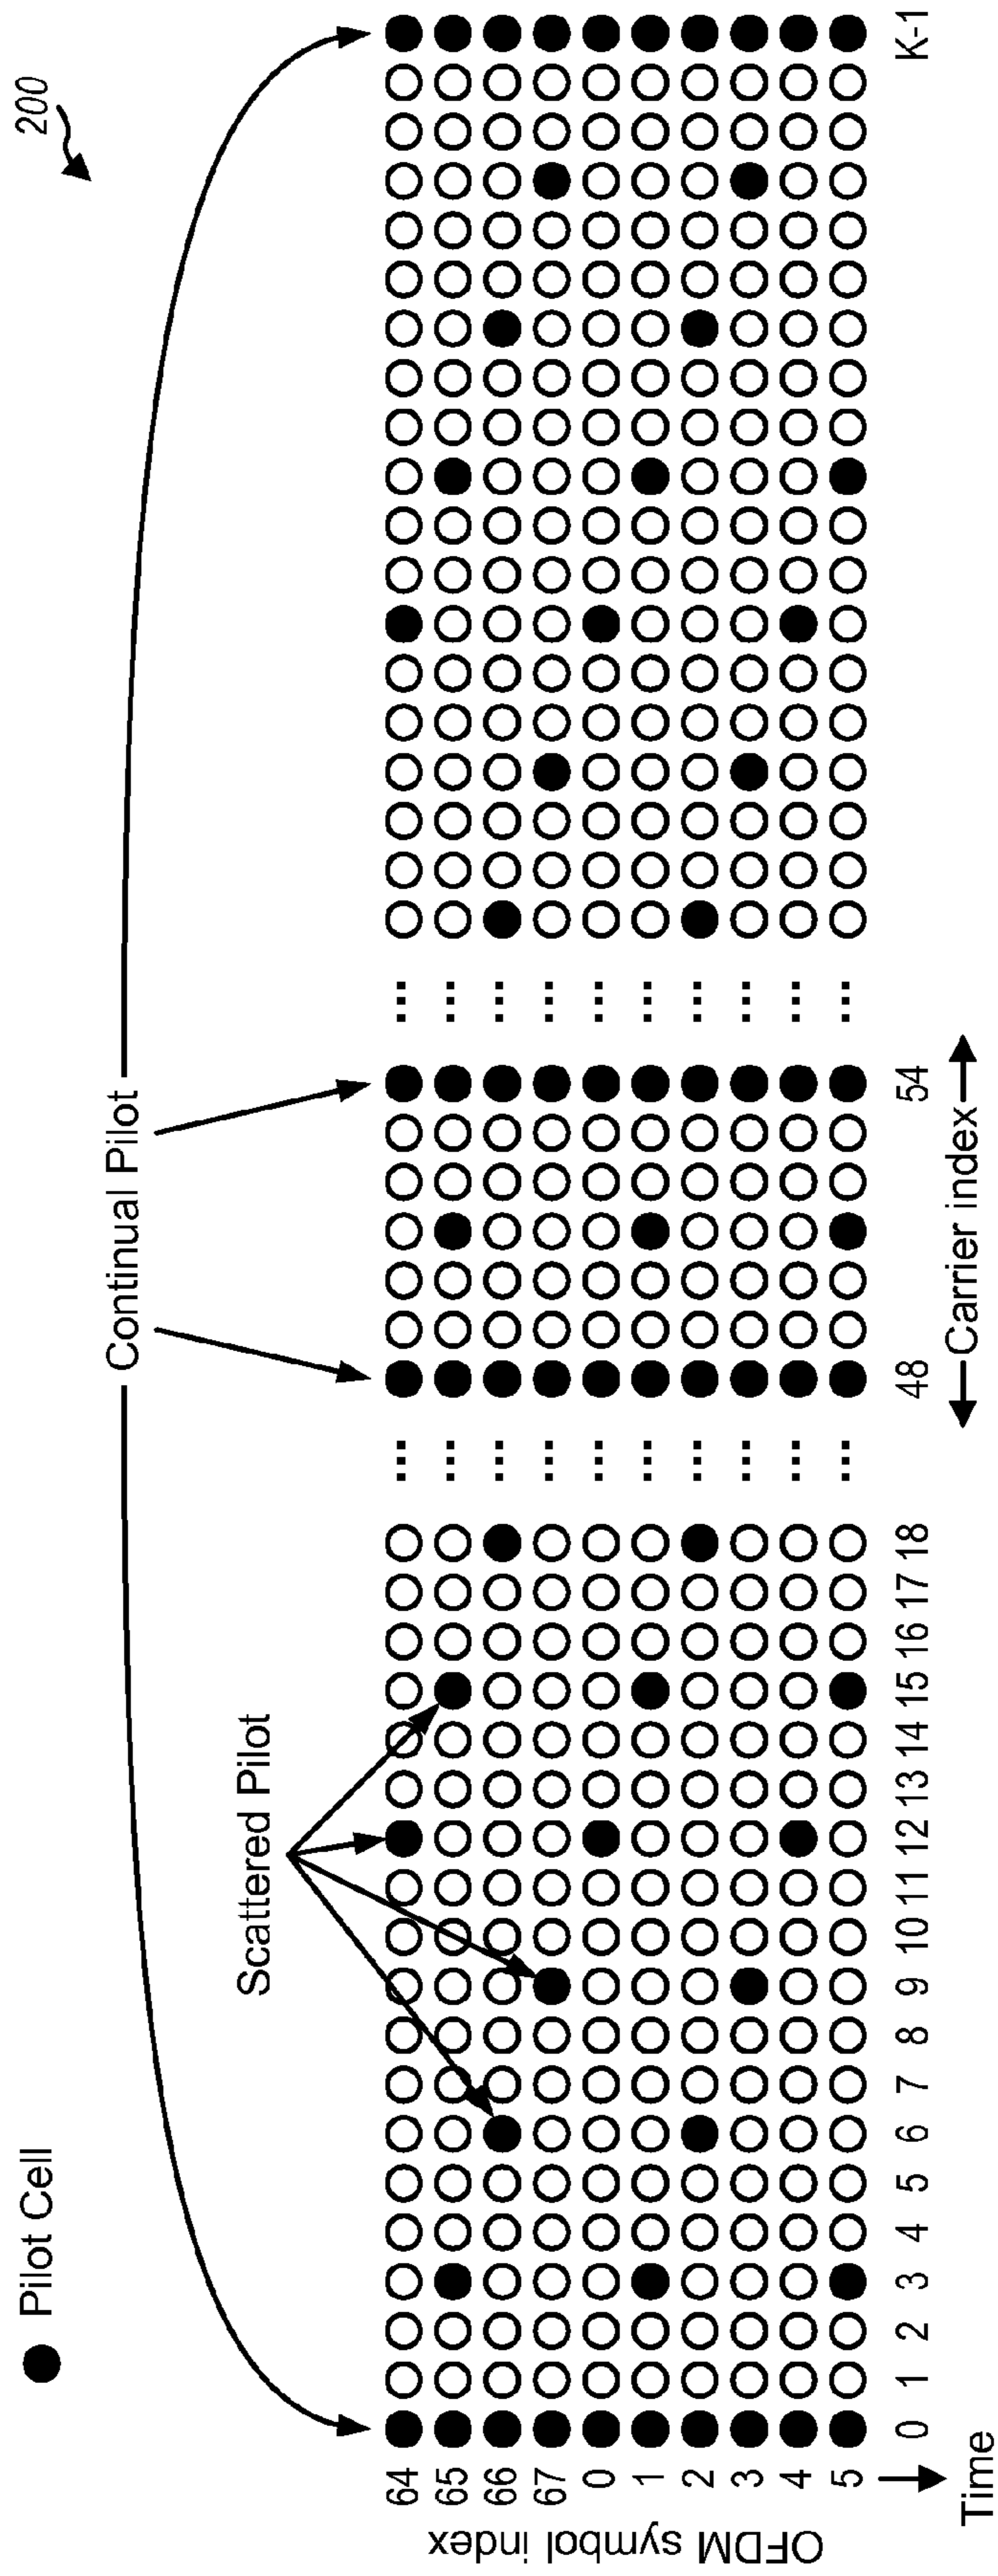 Pilot Cell
200
Continual Pilot
Scattered Pilot
OFDM symbol index
64
65
66
67
0
1
2
3
4
5
... ... ...
... ... ...
0 1 2 3 4 5 6 7 8 9 10 11 12 13 14 15 16 17 18 48 54 K-1
Time
Carrier index